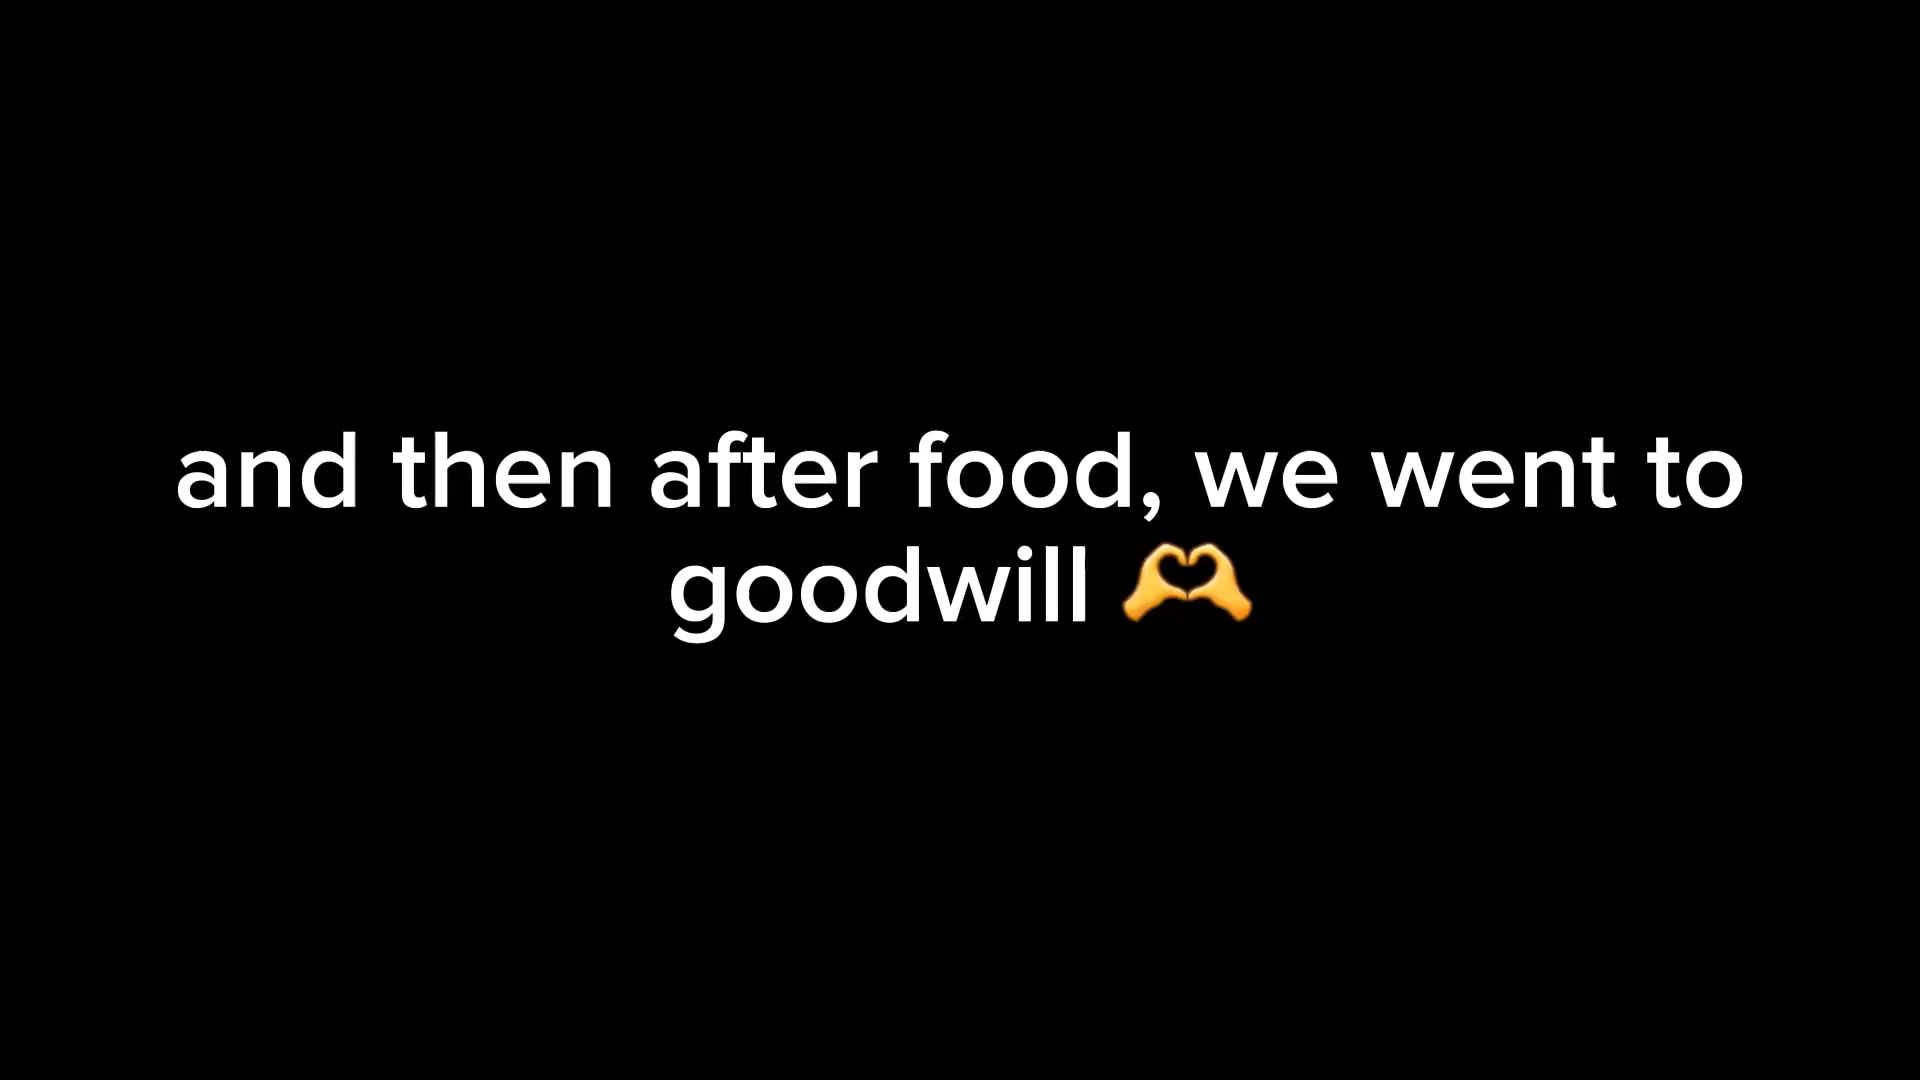 and then after food, we went to
goodwill 🫶